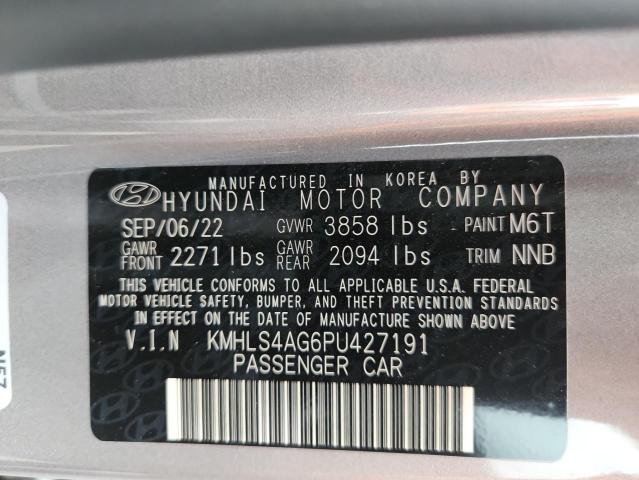 MANUFACTURED IN KOREA BY
HYUNDAI MOTOR COMPANY
SEP/06/22 GVWR 3858 lbs PAINT M6T
GAWR FRONT 2271 lbs GAWR REAR 2094 lbs TRIM NNB
THIS VEHICLE CONFORMS TO ALL APPLICABLE U.S.A. FEDERAL
MOTOR VEHICLE SAFETY, BUMPER, AND THEFT PREVENTION STANDARDS
IN EFFECT ON THE DATE OF MANUFACTURE SHOWN ABOVE.
V.I.N KMHLS4AG6PU427191
PASSENGER CAR
N57